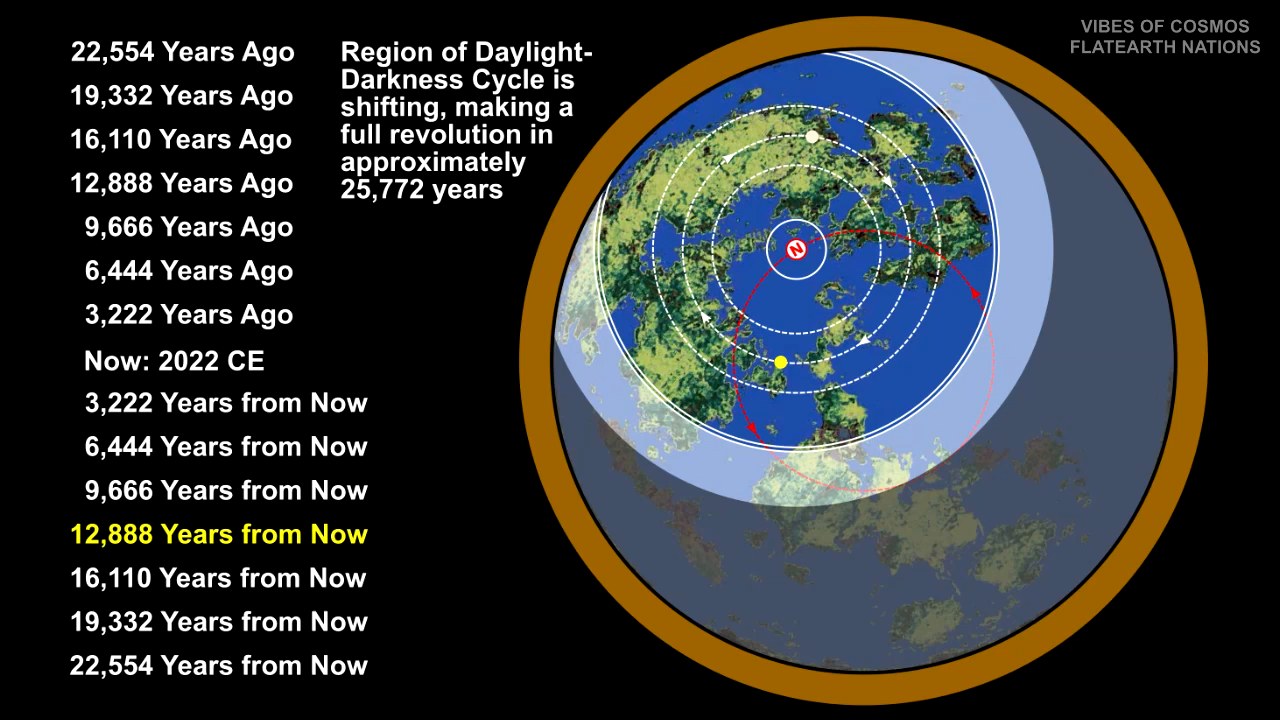 22,554 Years Ago
19,332 Years Ago
16,110 Years Ago
12,888 Years Ago
9,666 Years Ago
6,444 Years Ago
3,222 Years Ago
Now: 2022 CE
3,222 Years from Now
6,444 Years from Now
9,666 Years from Now
12,888 Years from Now
16,110 Years from Now
19,332 Years from Now
22,554 Years from Now
Region of Daylight-
Darkness Cycle is
shifting, making a
full revolution in
approximately
25,772 years
VIBES OF COSMOS
FLATEARTH NATIONS
N